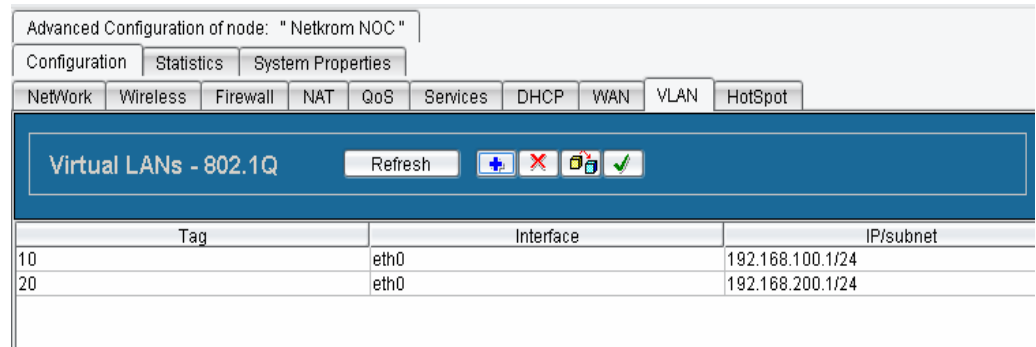 Advanced Configuration of node: " Netkrom NOC "
Configuration Statistics System Properties
NetWork Wireless Firewall NAT QoS Services DHCP WAN VLAN HotSpot
Virtual LANs - 802.1Q Refresh
Tag Interface IP/subnet
10 eth0 192.168.100.1/24
20 eth0 192.168.200.1/24